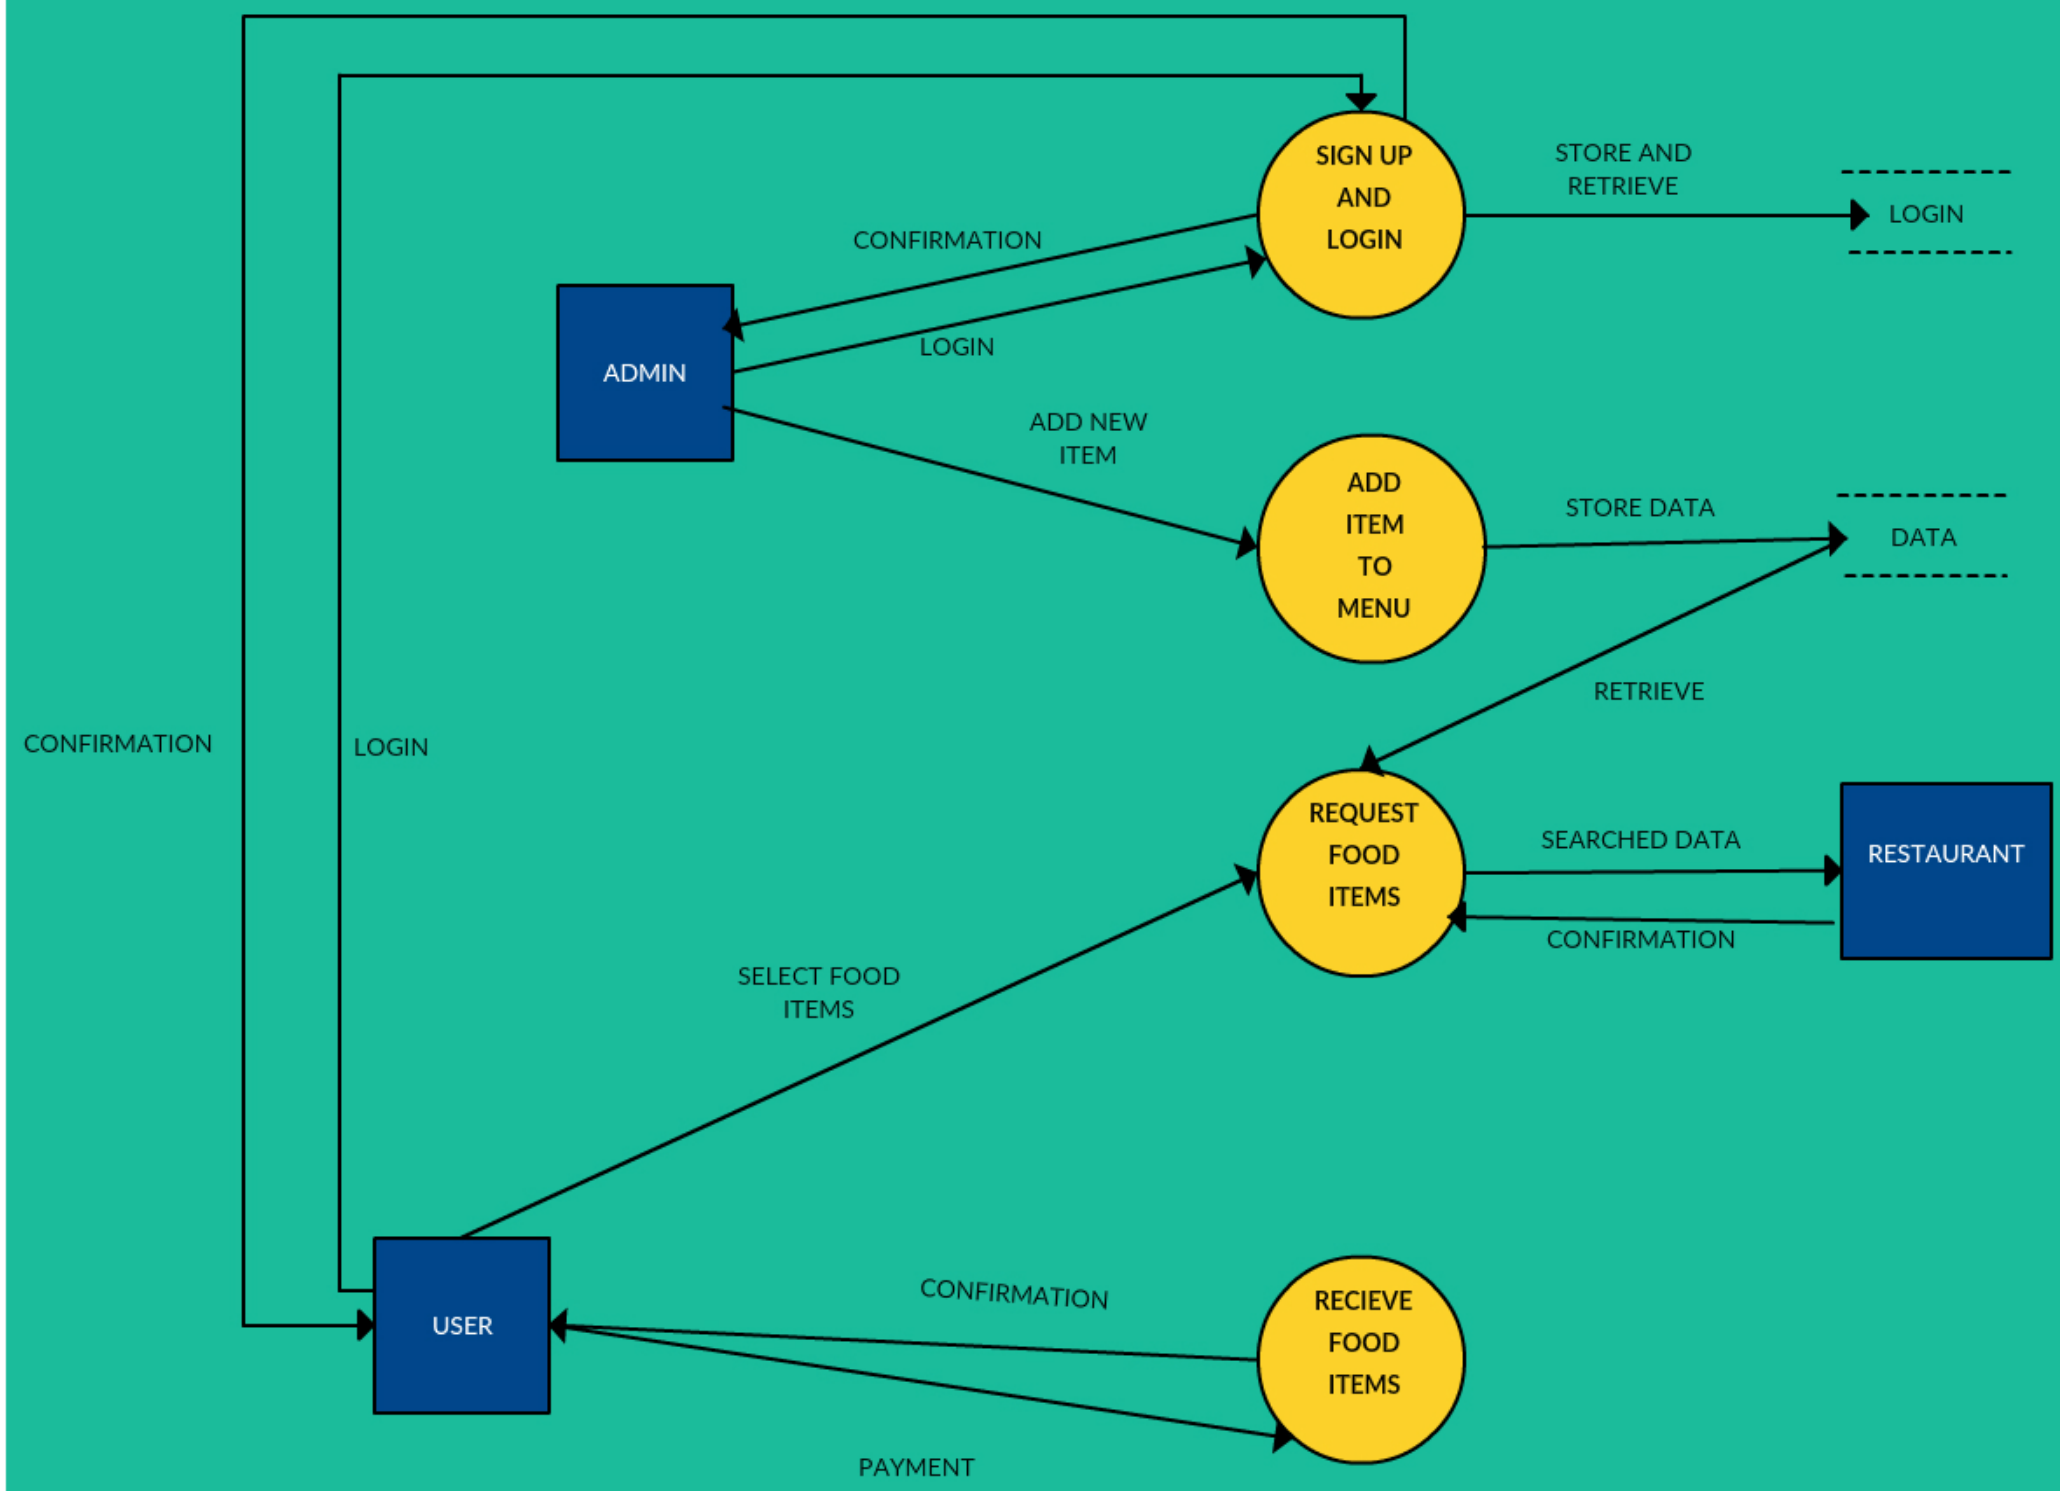 SIGN UP
AND
LOGIN
STORE AND
RETRIEVE
LOGIN
CONFIRMATION
LOGIN
ADMIN
ADD NEW
ITEM
ADD
ITEM
TO
MENU
STORE DATA
DATA
RETRIEVE
CONFIRMATION
LOGIN
REQUEST
FOOD
ITEMS
SEARCHED DATA
RESTAURANT
CONFIRMATION
SELECT FOOD
ITEMS
USER
CONFIRMATION
RECIEVE
FOOD
ITEMS
PAYMENT